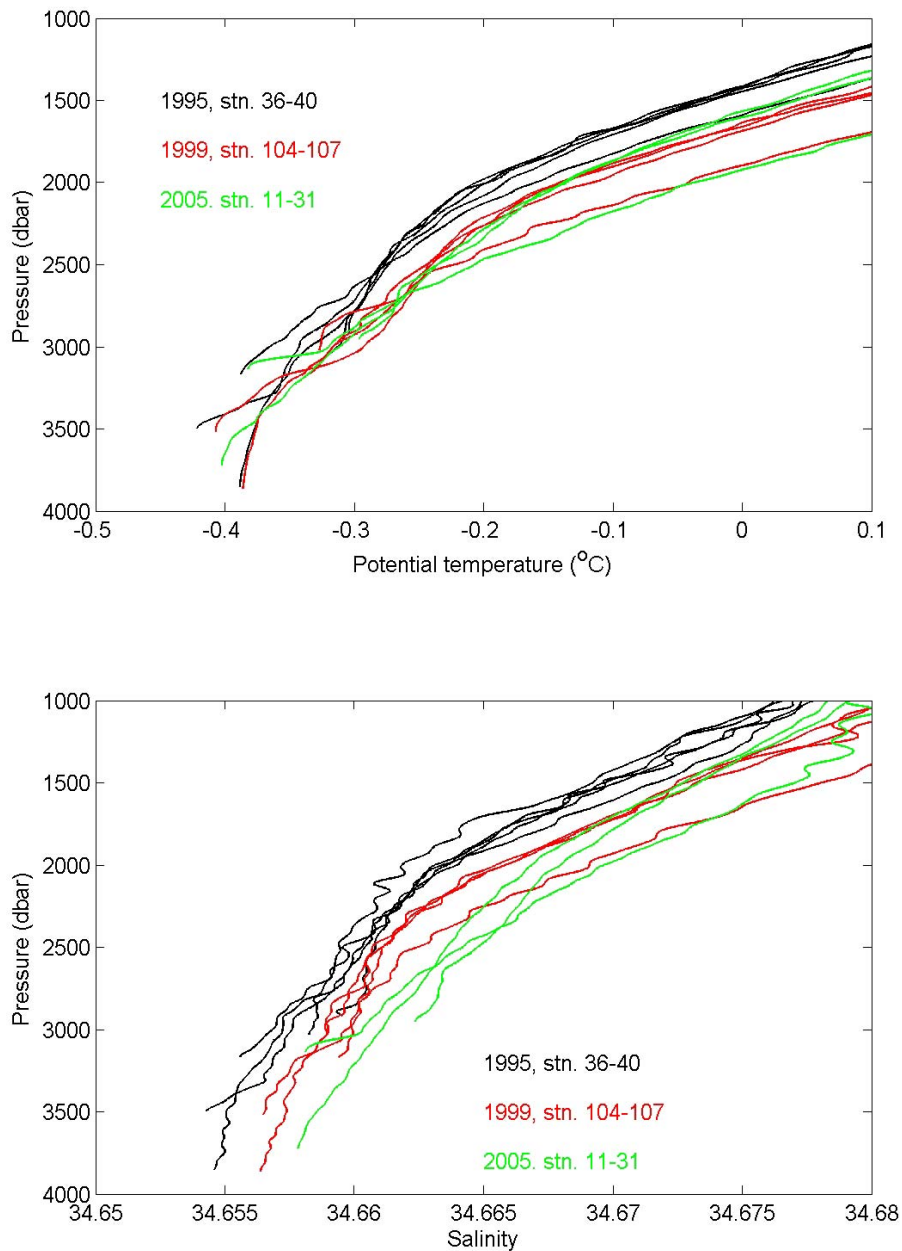 1000
1500
2000
2500
3000
3500
4000
Pressure (dbar)
1995, stn. 36-40
1999, stn. 104-107
2005. stn. 11-31
-0.5 -0.4 -0.3 -0.2 -0.1 0 0.1
Potential temperature (°C)
1000
1500
2000
2500
3000
3500
4000
Pressure (dbar)
1995, stn. 36-40
1999, stn. 104-107
2005. stn. 11-31
34.65 34.655 34.66 34.665 34.67 34.675 34.68
Salinity